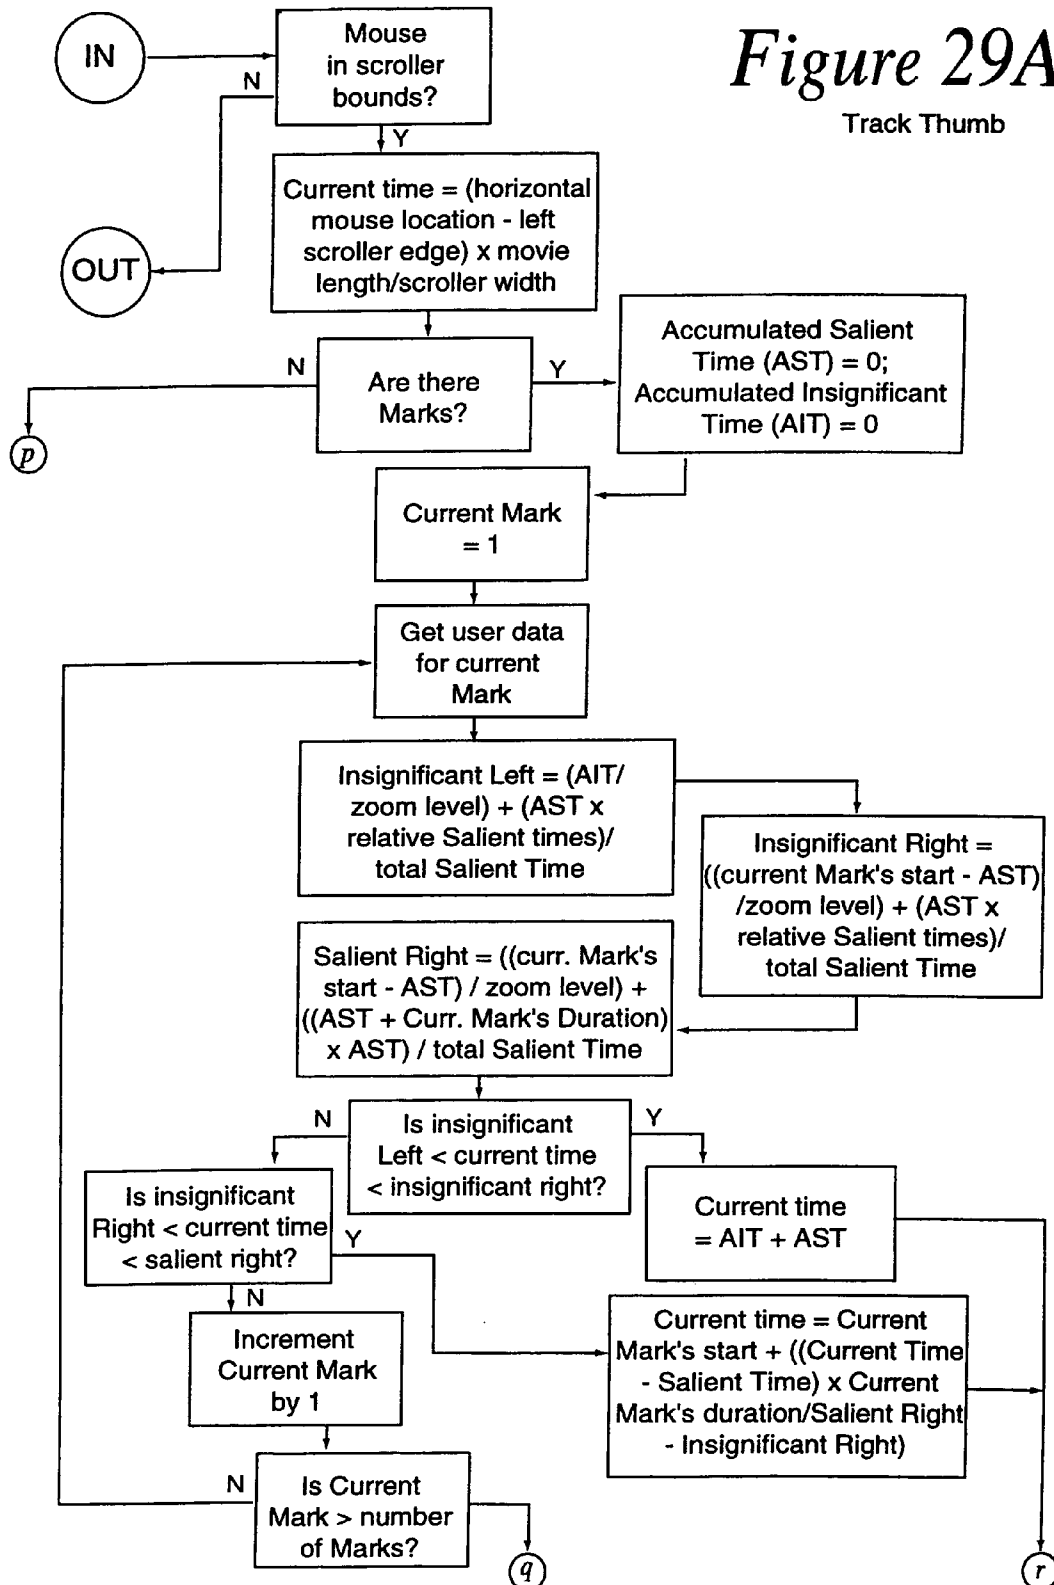 Figure 29A
Track Thumb
IN
Mouse
in scroller
bounds?
N
Y
OUT
Current time = (horizontal
mouse location - left
scroller edge) x movie
length/scroller width
N
Are there
Marks?
Y
p
Accumulated Salient
Time (AST) = 0;
Accumulated Insignificant
Time (AIT) = 0
Current Mark
= 1
Get user data
for current
Mark
Insignificant Left = (AIT/
zoom level) + (AST x
relative Salient times)/
total Salient Time
Insignificant Right =
((current Mark's start - AST)
/zoom level) + (AST x
relative Salient times)/
total Salient Time
Salient Right = ((curr. Mark's
start - AST) / zoom level) +
((AST + Curr. Mark's Duration)
x AST) / total Salient Time
N
Is insignificant
Left < current time
< insignificant right?
Y
Is insignificant
Right < current time
< salient right?
Y
N
Current time
= AIT + AST
Increment
Current Mark
by 1
Current time = Current
Mark's start + ((Current Time
- Salient Time) x Current
Mark's duration/Salient Right
- Insignificant Right)
N
Is Current
Mark > number
of Marks?
q
r